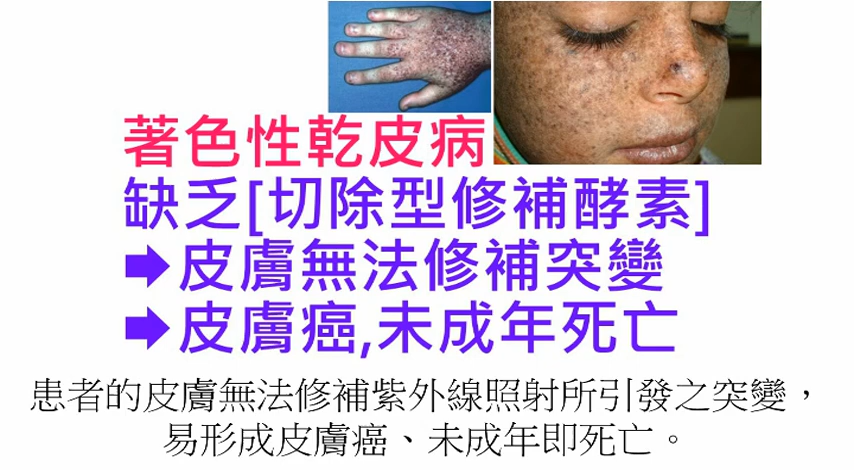 著色性乾皮病
缺乏[切除型修補酵素]
➡皮膚無法修補突變
➡皮膚癌,未成年死亡
患者的皮膚無法修補紫外線照射所引發之突變，
易形成皮膚癌、未成年即死亡。